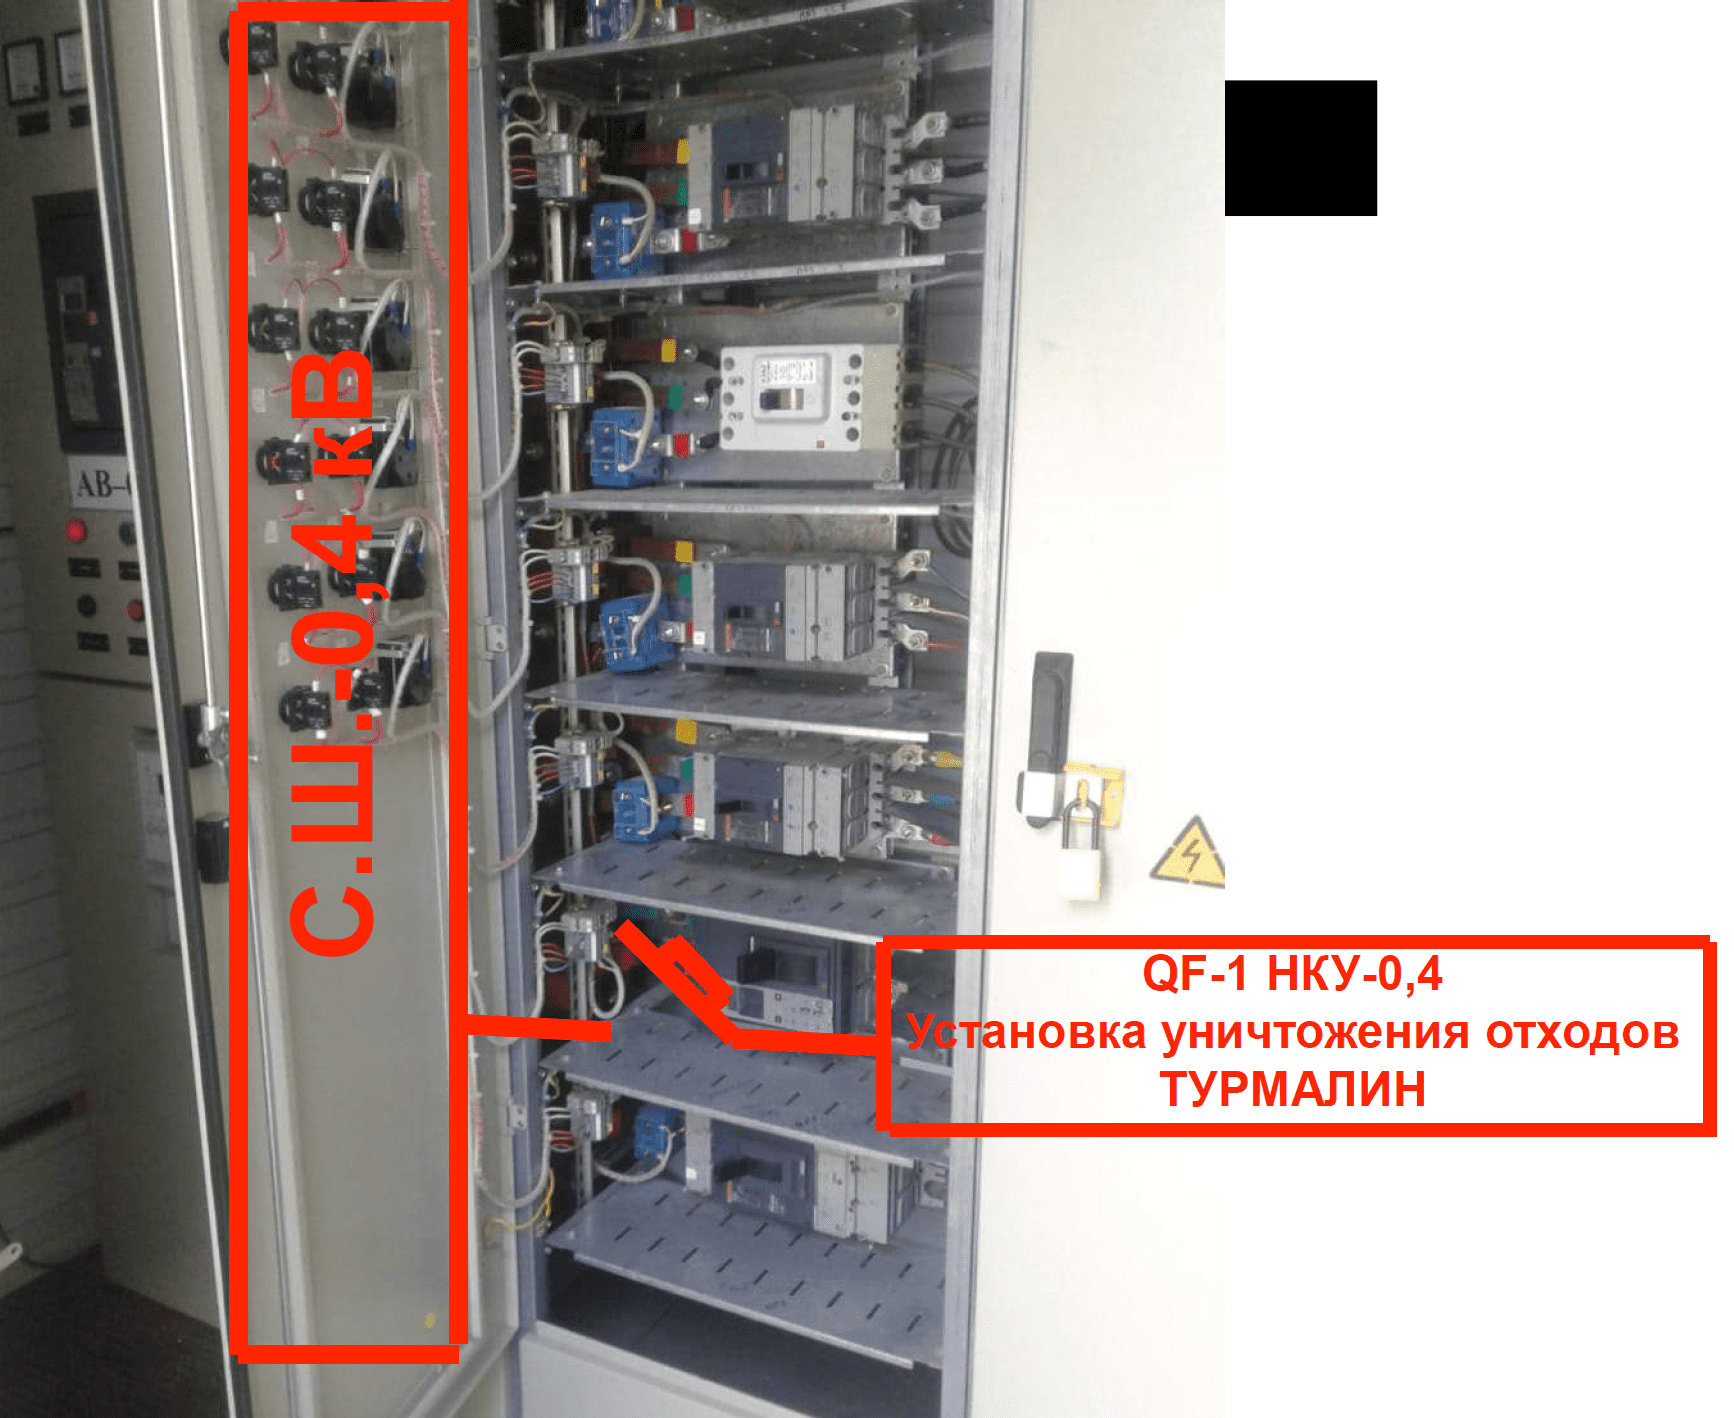 АВ-
С.Ш.-0,4 кВ
QF-1 НКУ-0,4
Установка уничтожения отходов
ТУРМАЛИН